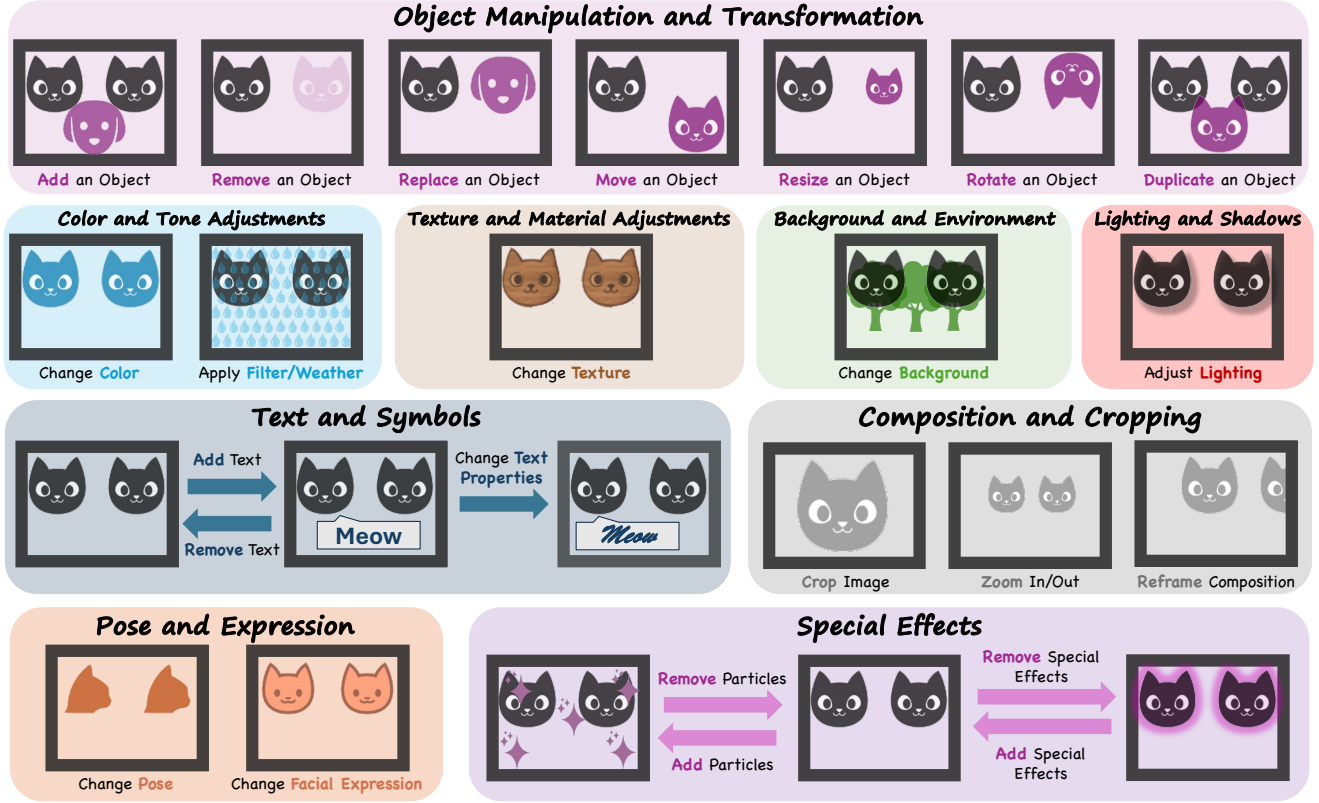 Object Manipulation and Transformation
Add an Object
Remove an Object
Replace an Object
Move an Object
Resize an Object
Rotate an Object
Duplicate an Object
Color and Tone Adjustments
Change Color
Apply Filter/Weather
Texture and Material Adjustments
Change Texture
Background and Environment
Change Background
Lighting and Shadows
Adjust Lighting
Text and Symbols
Add Text
Remove Text
Meow
Change Text
Properties
Meow
Composition and Cropping
Crop Image
Zoom In/Out
Reframe Composition
Pose and Expression
Change Pose
Change Facial Expression
Special Effects
Remove Particles
Add Particles
Remove Special
Effects
Add Special
Effects